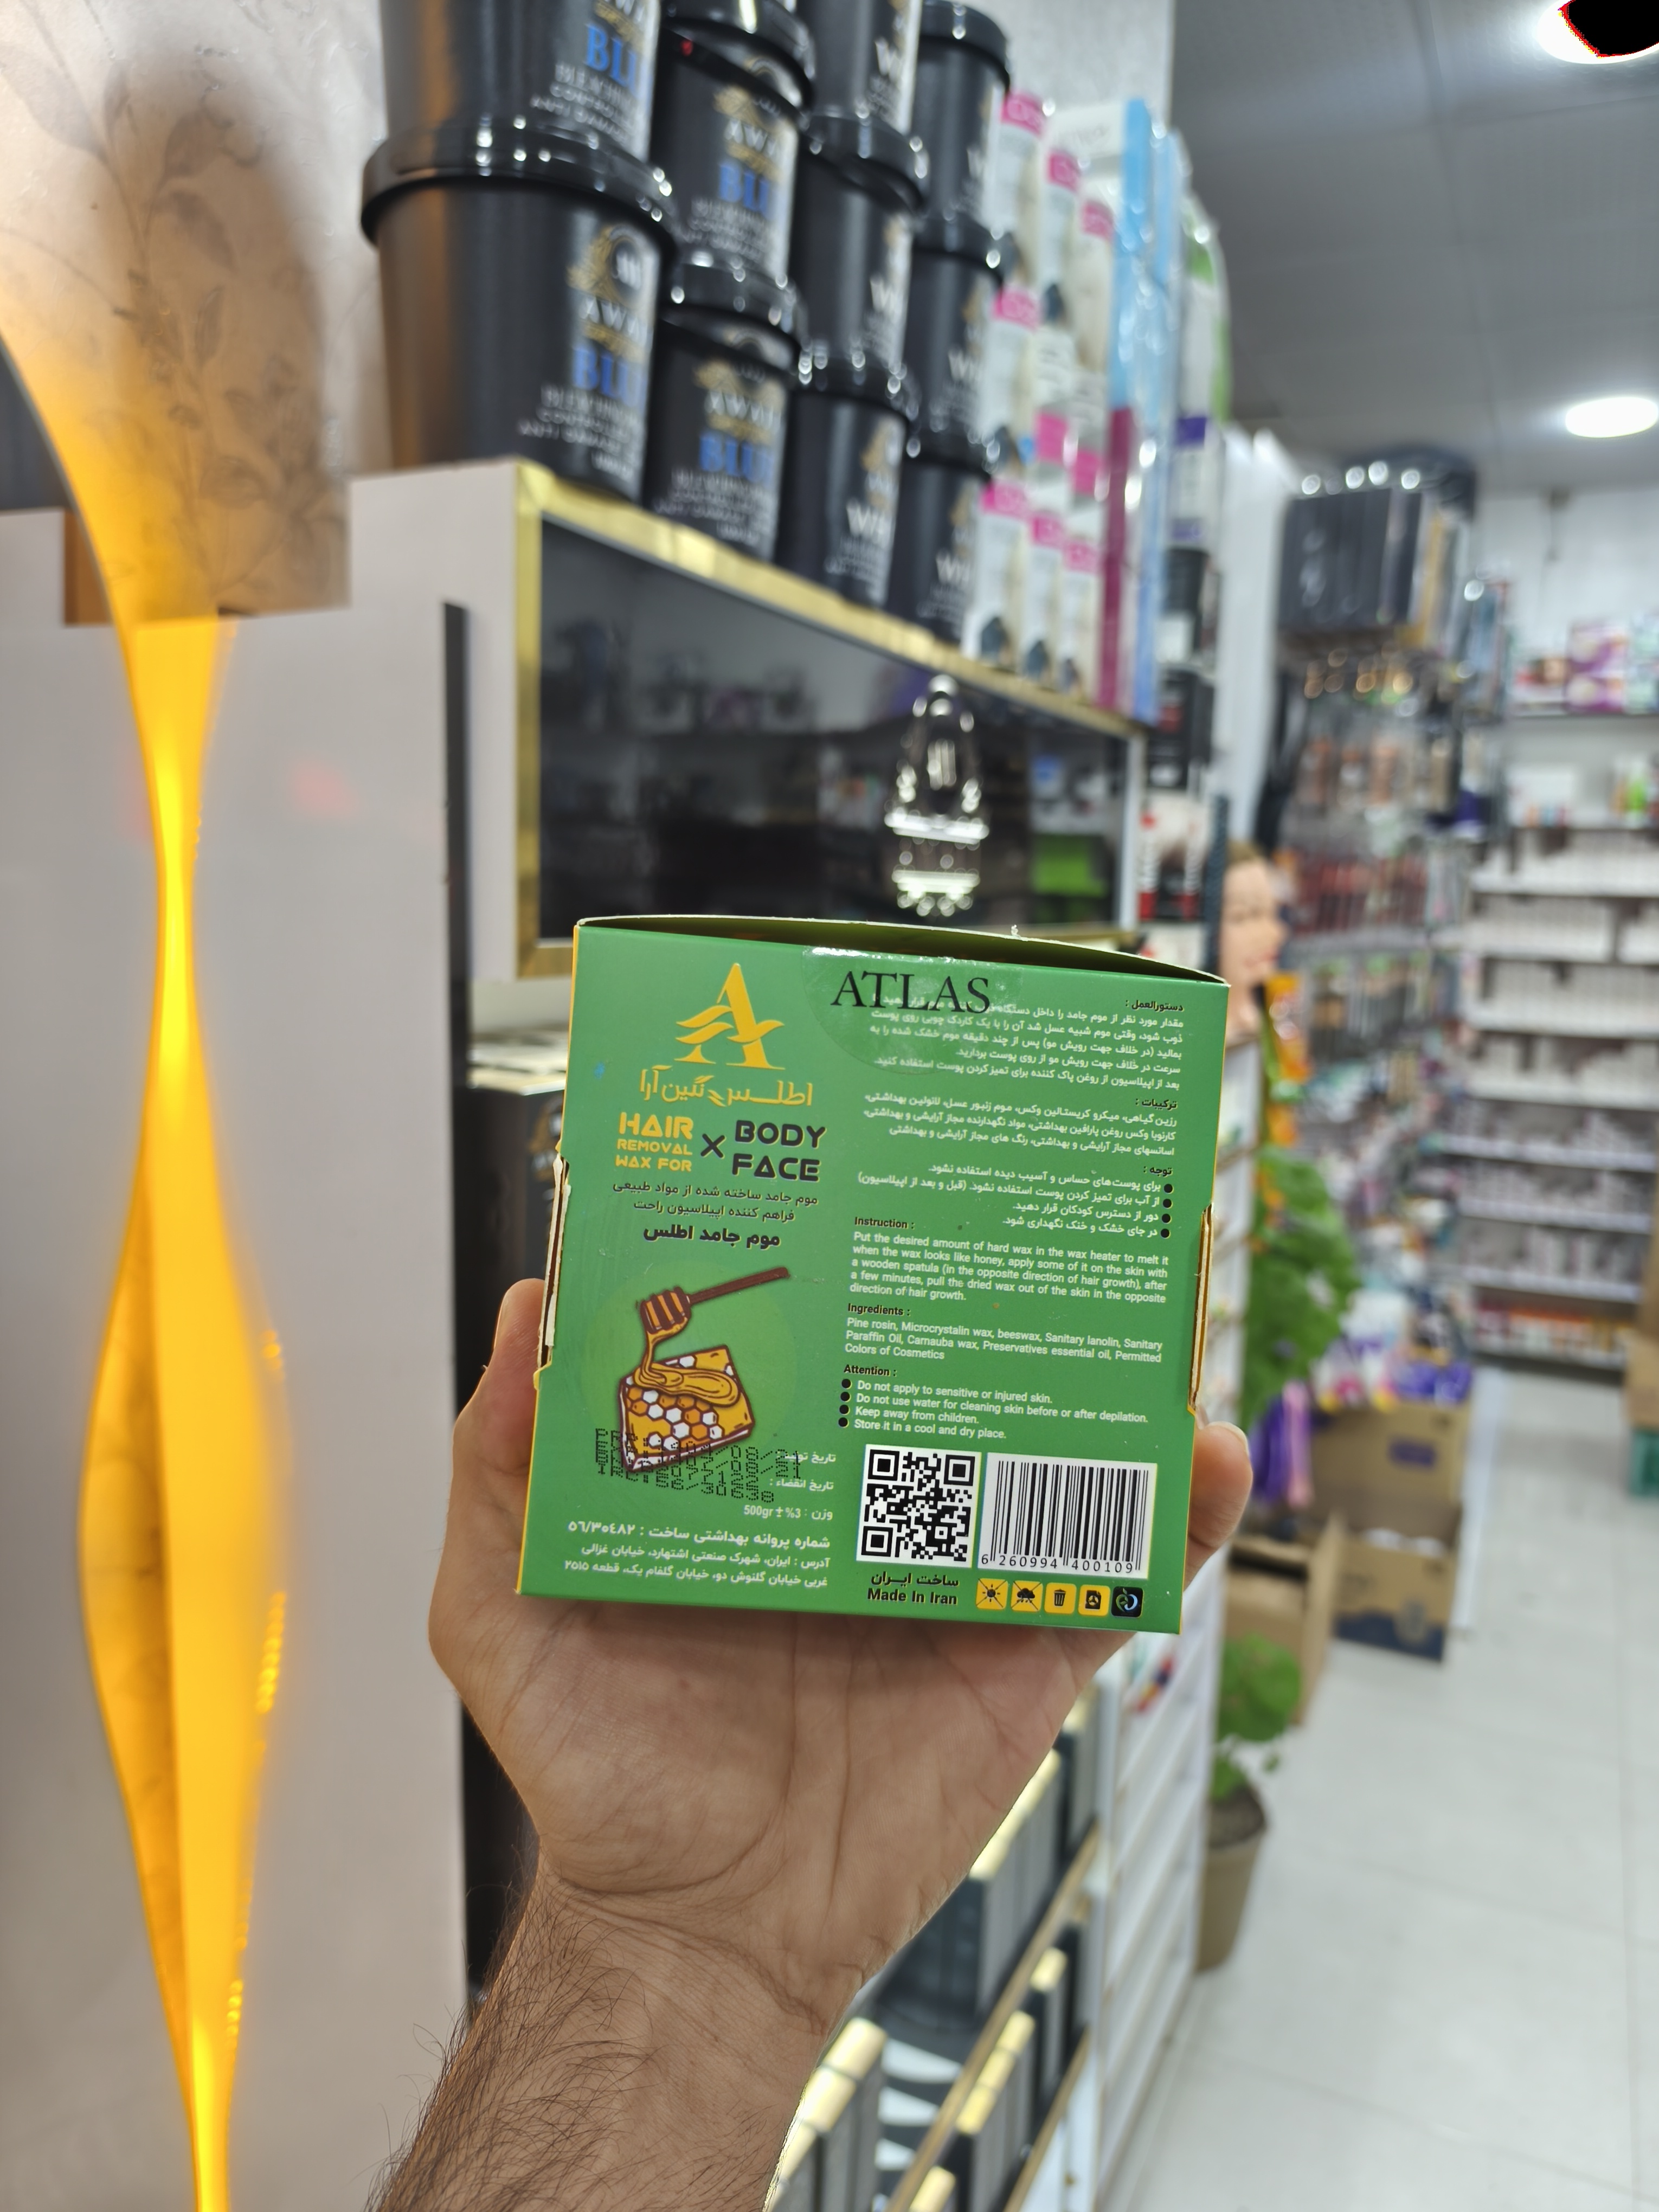 ATLAS
اطلس نگین آرا
HAIR
REMOVAL
WAX FOR
X
BODY
FACE
موم جامد ساخته شده از مواد طبیعی
فراهم کننده اپیلاسیون راحت
موم جامد اطلس
تاریخ انقضاء :
وزن : 3% ± 500gr
شماره پروانه بهداشتی ساخت : ٥٦/٣٠٤٨٢
آدرس : ایران، شهرک صنعتی اشتهارد، خیابان غزالی
غربی خیابان گلنوش دو، خیابان گلفام یک، قطعه ۲۵۱۵
دستورالعمل :
مقدار مورد نظر از موم جامد را داخل دستگاه قرار دهید
ذوب شود، وقتی موم شبیه عسل شد آن را با یک کاردک چوبی روی پوست
بمالید (در خلاف جهت رویش مو) پس از چند دقیقه موم خشک شده را به
سرعت در خلاف جهت رویش مو از روی پوست بردارید.
بعد از اپیلاسیون از روغن پاک کننده برای تمیز کردن پوست استفاده کنید.
ترکیبات :
رزین گیاهی، میکرو کریستالین وکس، موم زنبور عسل، لانولین بهداشتی،
کارنوبا وکس روغن پارافین بهداشتی، مواد نگهدارنده مجاز آرایشی و بهداشتی،
اسانسهای مجاز آرایشی و بهداشتی، رنگ های مجاز آرایشی و بهداشتی
توجه :
● برای پوست های حساس و آسیب دیده استفاده نشود.
● از آب برای تمیز کردن پوست استفاده نشود. (قبل و بعد از اپیلاسیون)
● دور از دسترس کودکان قرار دهید.
● در جای خشک و خنک نگهداری شود.
Instruction :
Put the desired amount of hard wax in the wax heater to melt it
when the wax looks like honey, apply some of it on the skin with
a wooden spatula (in the opposite direction of hair growth), after
a few minutes, pull the dried wax out of the skin in the opposite
direction of hair growth.
Ingredients :
Pine rosin, Microcrystalin wax, beeswax, Sanitary lanolin, Sanitary
Paraffin Oil, Carnauba wax, Preservatives essential oil, Permitted
Colors of Cosmetics
Attention :
● Do not apply to sensitive or injured skin.
● Do not use water for cleaning skin before or after depilation.
● Keep away from children.
● Store it in a cool and dry place.
6 260994 400109
ساخت ایران
Made In Iran
BLUE
BLUE